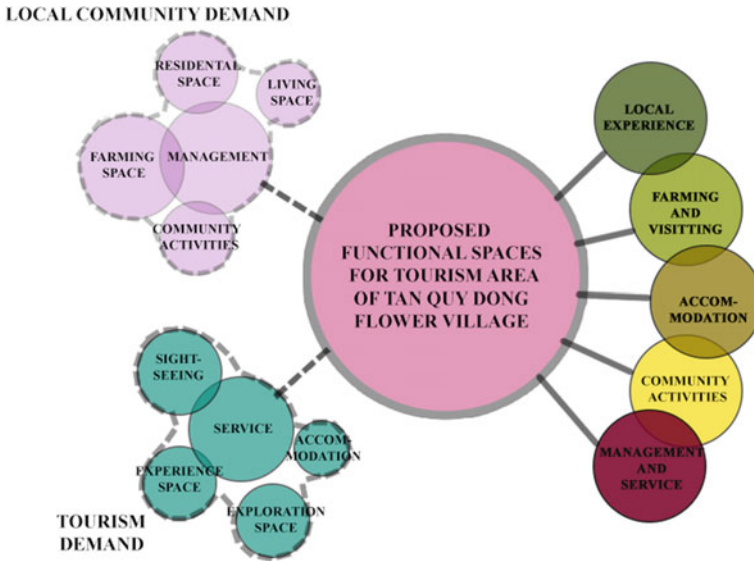 LOCAL COMMUNITY DEMAND
RESIDENTAL
SPACE
LIVING
SPACE
FARMING
SPACE
MANAGEMENT
COMMUNITY
ACTIVITIES
PROPOSED
FUNCTIONAL SPACES
FOR TOURISM AREA
OF TAN QUY DONG
FLOWER VILLAGE
LOCAL
EXPERIENCE
FARMING
AND
VISITTING
ACCOM-
MODATION
COMMUNITY
ACTIVITIES
MANAGEMENT
AND
SERVICE
SIGHT-
SEEING
SERVICE
ACCOM-
MODATION
EXPERIENCE
SPACE
EXPLORATION
SPACE
TOURISM
DEMAND